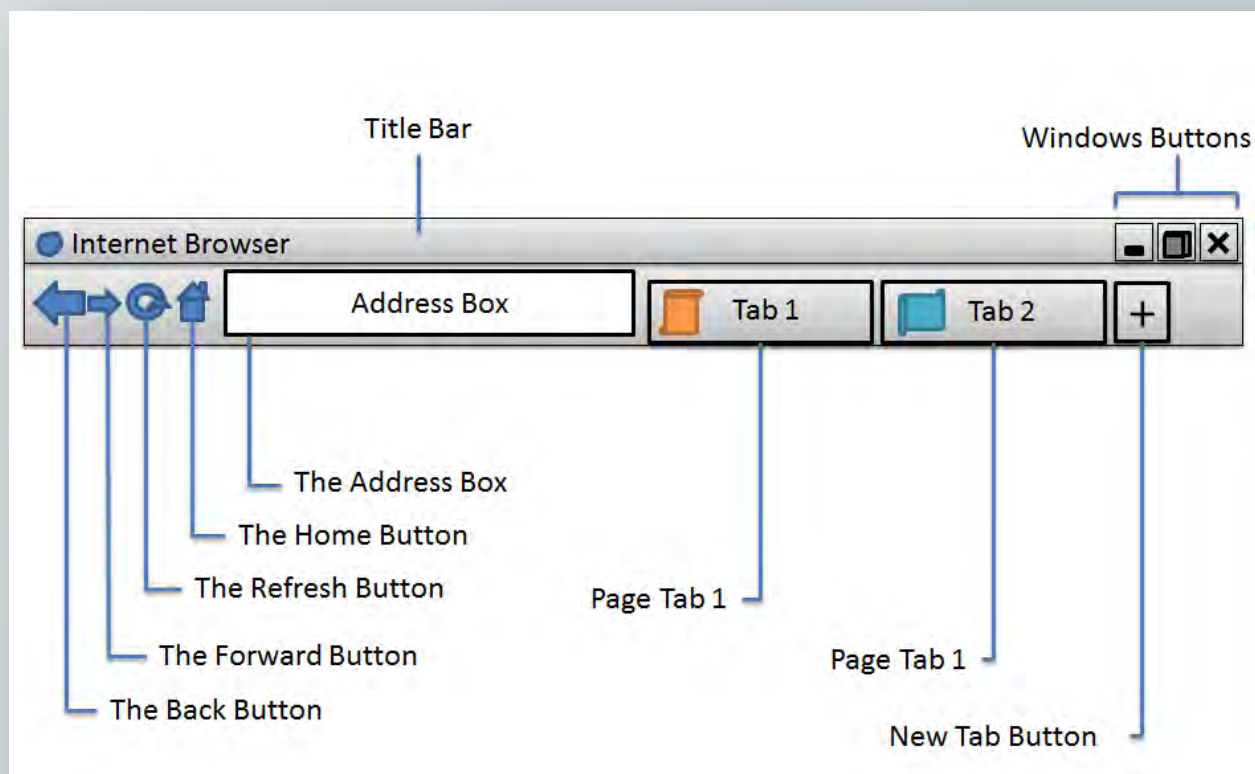 Title Bar
Windows Buttons
Internet Browser
Address Box
Tab 1
Tab 2
+
The Address Box
The Home Button
The Refresh Button
Page Tab 1
The Forward Button
Page Tab 1
The Back Button
New Tab Button